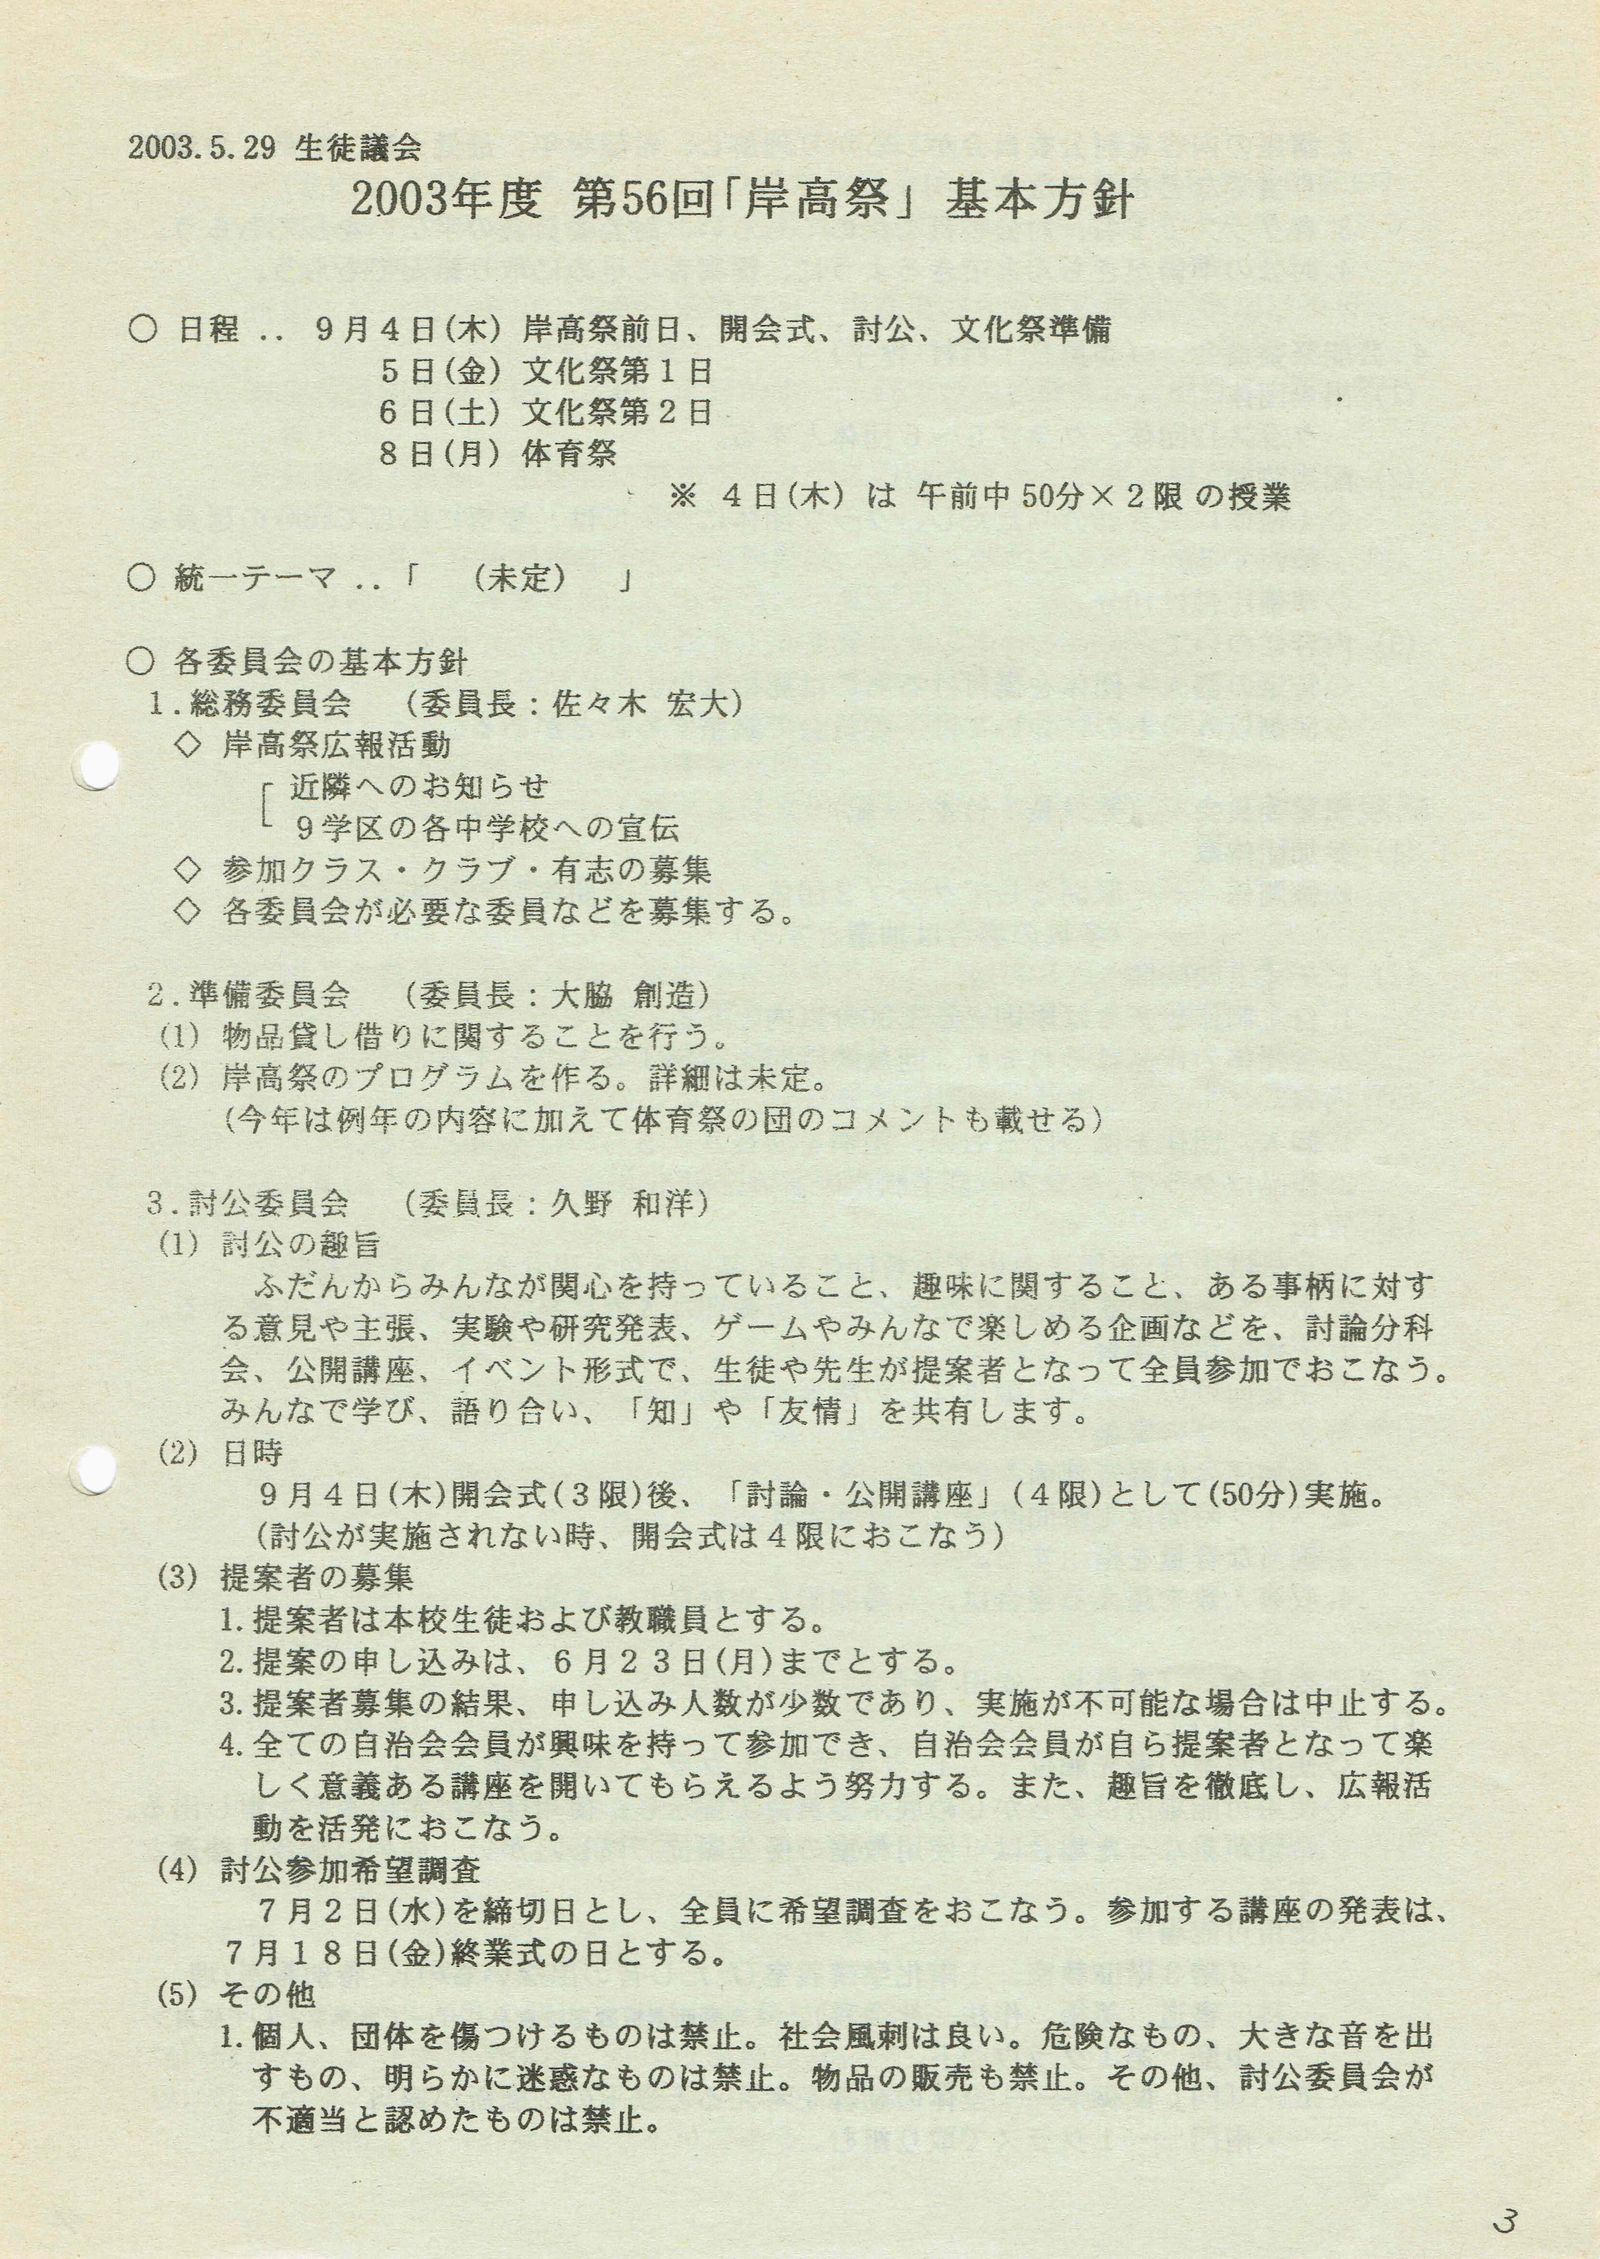 2003.5.29 生徒議会
2003年度 第56回「岸高祭」 基本方針
○ 日程 .. 9月4日(木) 岸高祭前日、開会式、討公、文化祭準備
5日(金) 文化祭第1日
6日(土) 文化祭第2日
8日(月) 体育祭
※ 4日(木) は 午前中 50分×2限 の授業
○ 統一テーマ ..「 (未定) 」
○ 各委員会の基本方針
1.総務委員会 (委員長:佐々木 宏大)
◇ 岸高祭広報活動
近隣へのお知らせ
9学区の各中学校への宣伝
◇ 参加クラス・クラブ・有志の募集
◇ 各委員会が必要な委員などを募集する。
2.準備委員会 (委員長:大脇 創造)
(1) 物品貸し借りに関することを行う。
(2) 岸高祭のプログラムを作る。詳細は未定。
(今年は例年の内容に加えて体育祭の団のコメントも載せる)
3.討公委員会 (委員長:久野 和洋)
(1) 討公の趣旨
ふだんからみんなが関心を持っていること、趣味に関すること、ある事柄に対す
る意見や主張、実験や研究発表、ゲームやみんなで楽しめる企画などを、討論分科
会、公開講座、イベント形式で、生徒や先生が提案者となって全員参加でおこなう。
みんなで学び、語り合い、「知」や「友情」を共有します。
(2) 日時
9月4日(木)開会式(3限)後、「討論・公開講座」(4限)として(50分)実施。
(討公が実施されない時、開会式は4限におこなう)
(3) 提案者の募集
1.提案者は本校生徒および教職員とする。
2.提案の申し込みは、6月23日(月)までとする。
3.提案者募集の結果、申し込み人数が少数であり、実施が不可能な場合は中止する。
4.全ての自治会会員が興味を持って参加でき、自治会会員が自ら提案者となって楽
しく意義ある講座を開いてもらえるよう努力する。また、趣旨を徹底し、広報活
動を活発におこなう。
(4) 討公参加希望調査
7月2日(水)を締切日とし、全員に希望調査をおこなう。参加する講座の発表は、
7月18日(金)終業式の日とする。
(5) その他
1.個人、団体を傷つけるものは禁止。社会風刺は良い。危険なもの、大きな音を出
すもの、明らかに迷惑なものは禁止。物品の販売も禁止。その他、討公委員会が
不適当と認めたものは禁止。
3